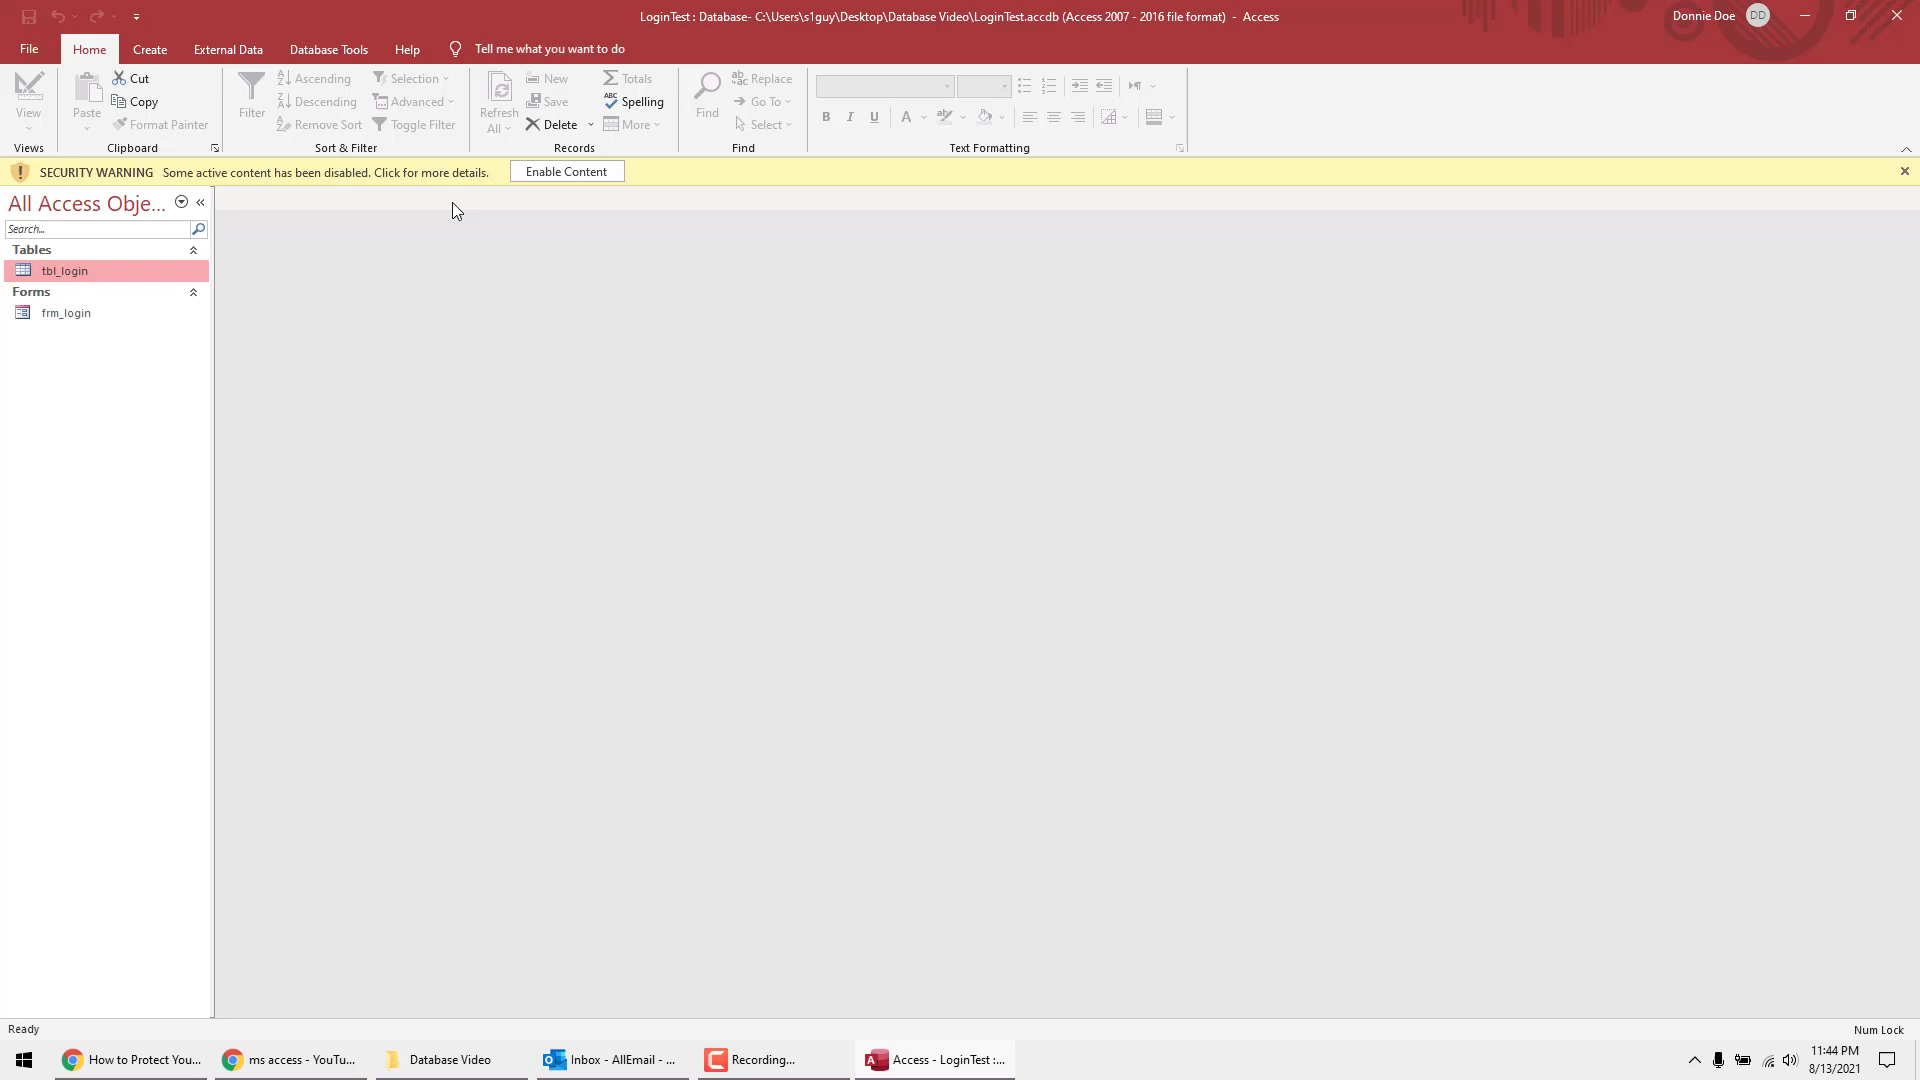 LoginTest : Database- C:\Users\s1guy\Desktop\Database Video\LoginTest.accdb (Access 2007 - 2016 file format)  -  Access
Donnie Doe DD
File Home Create External Data Database Tools Help Tell me what you want to do
View
Views
Paste
Cut
Copy
Format Painter
Clipboard
Filter
Ascending
Descending
Remove Sort
Selection
Advanced
Toggle Filter
Sort & Filter
Refresh
All
New
Save
Delete
Totals
Spelling
More
Records
Find
Replace
Go To
Select
Find
B I U A
Text Formatting
SECURITY WARNING Some active content has been disabled. Click for more details. Enable Content
All Access Obje...
Search...
Tables
tbl_login
Forms
frm_login
Ready
Num Lock
How to Protect You... ms access - YouTu... Database Video Inbox - AllEmail - ... Recording... Access - LoginTest :...
11:44 PM
8/13/2021